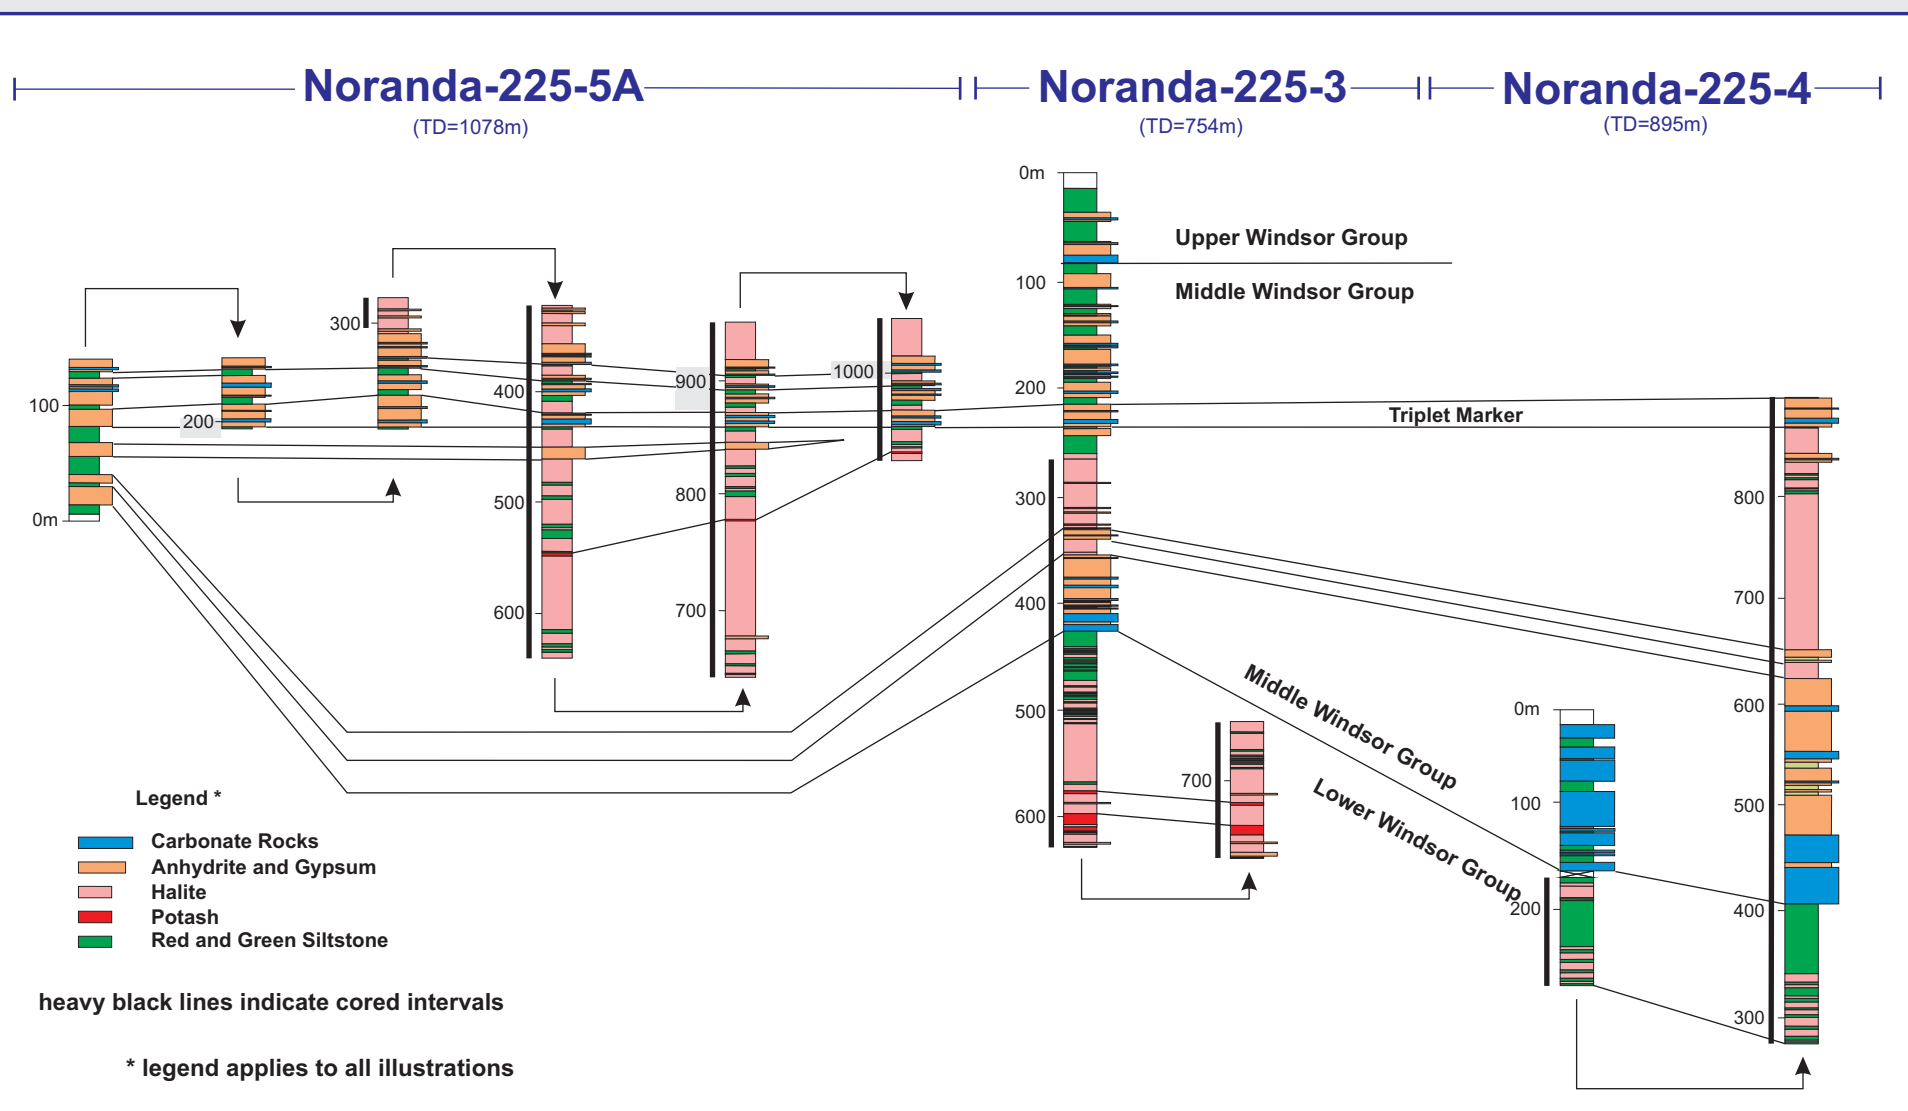 Noranda-225-5A
(TD=1078m)
Noranda-225-3
(TD=754m)
Noranda-225-4
(TD=895m)
100
0m
200
300
400
500
600
900
800
700
1000
0m
100
200
300
400
500
600
700
Upper Windsor Group
Middle Windsor Group
Triplet Marker
Middle Windsor Group
Lower Windsor Group
0m
100
200
800
700
600
500
400
300
Legend *
Carbonate Rocks
Anhydrite and Gypsum
Halite
Potash
Red and Green Siltstone
heavy black lines indicate cored intervals
* legend applies to all illustrations